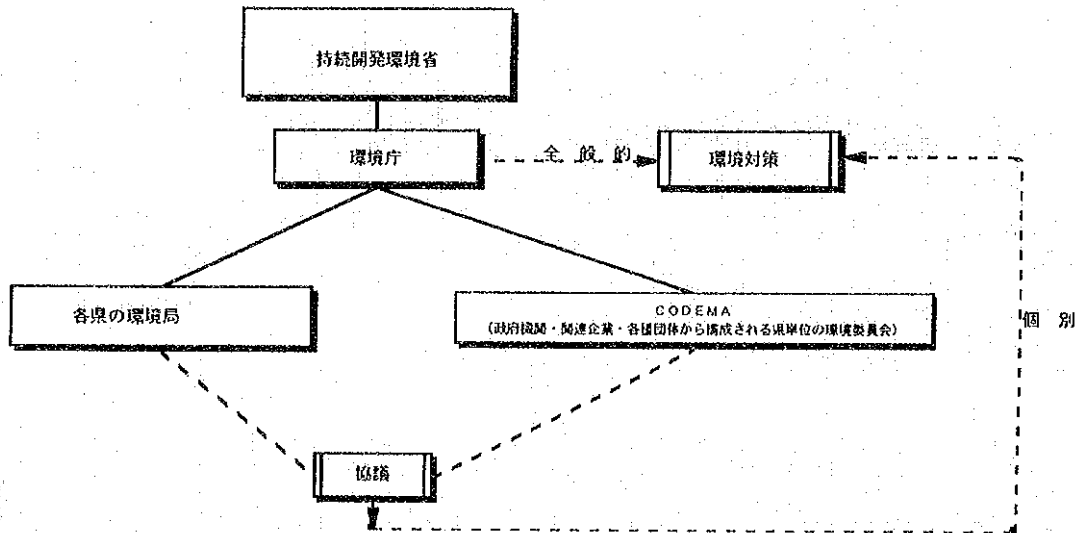 持続開発環境省
環境庁
全般的
環境対策
各県の環境局
CODEMA
(政府機関・関連企業・各種団体から構成される県単位の環境委員会)
個 別
協議